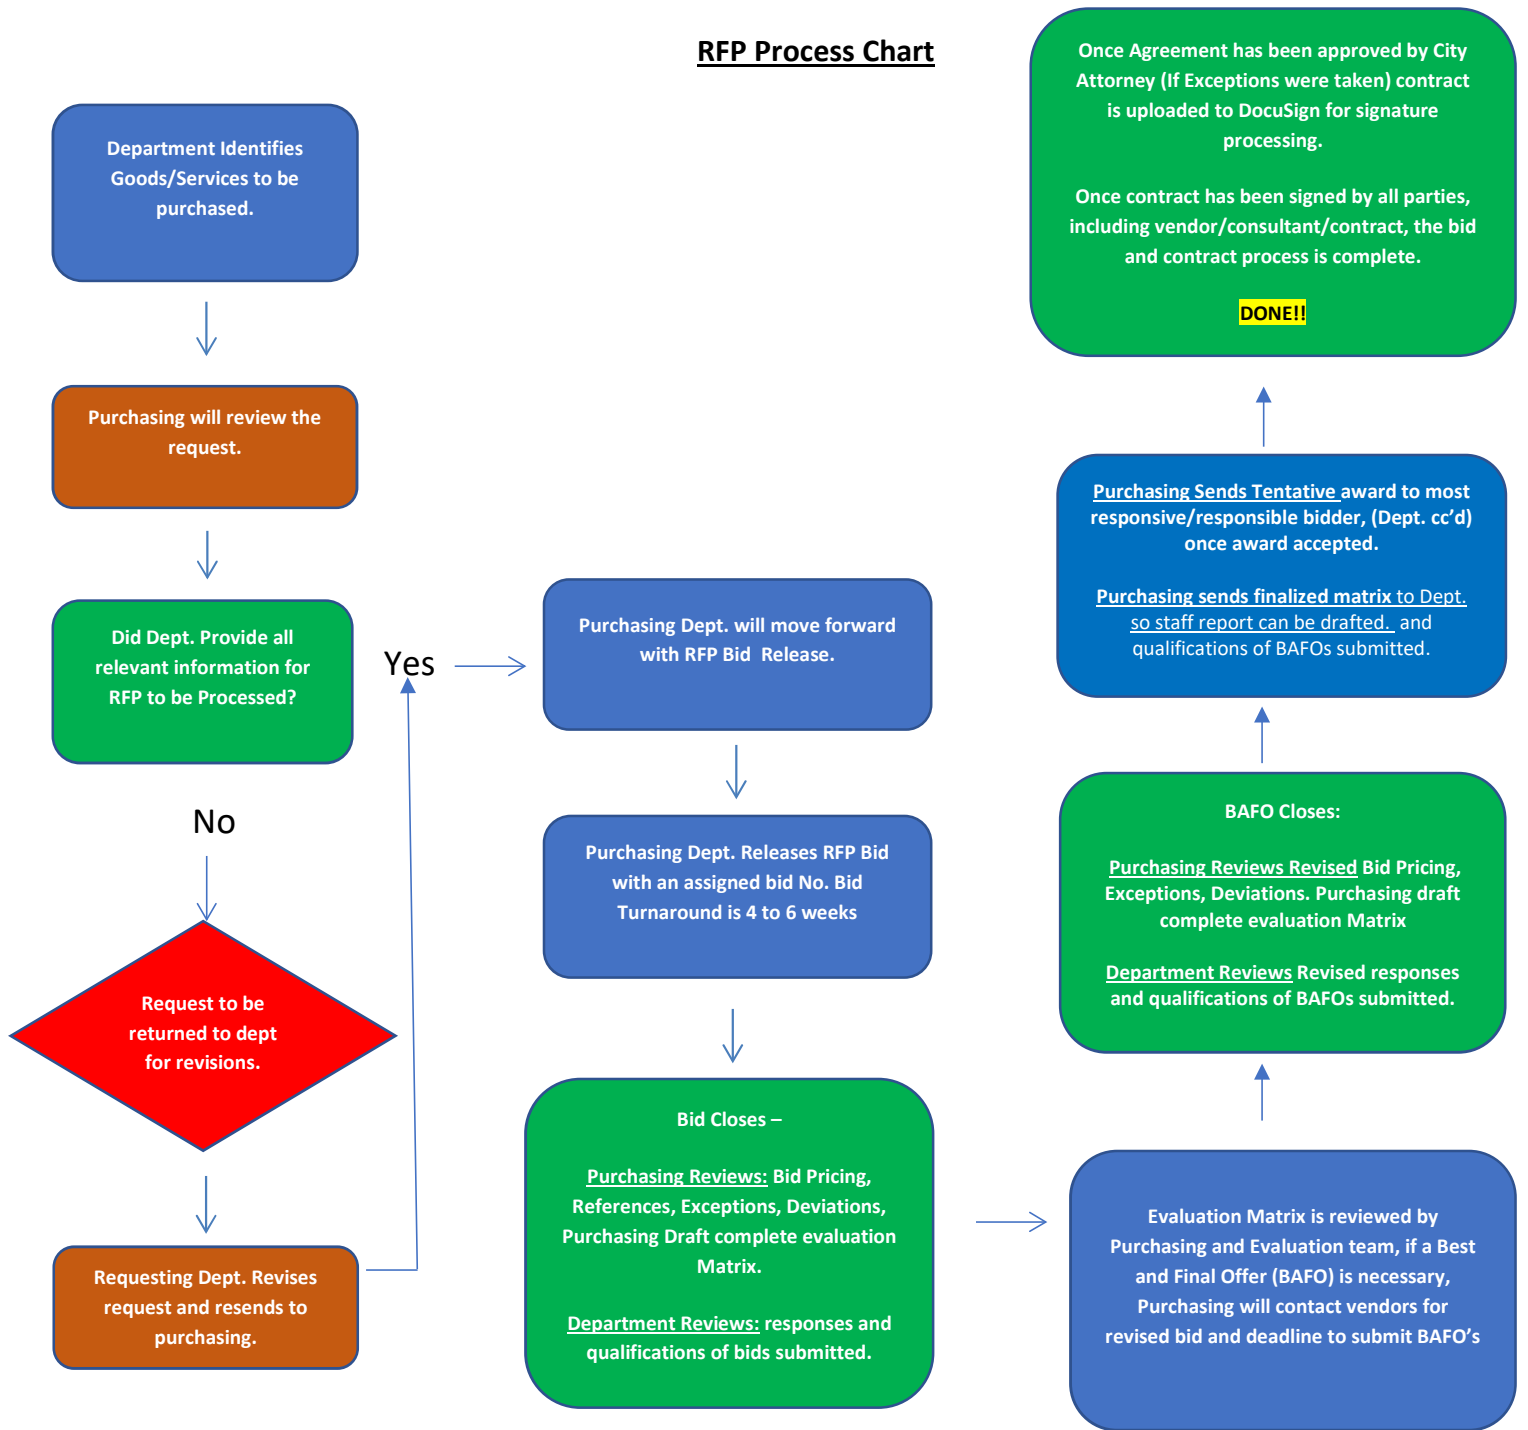 RFP Process Chart
Department Identifies
Goods/Services to be
purchased.
Purchasing will review the
request.
Did Dept. Provide all
relevant information for
RFP to be Processed?
No
Request to be
returned to dept
for revisions.
Requesting Dept. Revises
request and resends to
purchasing.
Yes
Purchasing Dept. will move forward
with RFP Bid Release.
Purchasing Dept. Releases RFP Bid
with an assigned bid No. Bid
Turnaround is 4 to 6 weeks
Bid Closes –
Purchasing Reviews: Bid Pricing,
References, Exceptions, Deviations,
Purchasing Draft complete evaluation
Matrix.
Department Reviews: responses and
qualifications of bids submitted.
Evaluation Matrix is reviewed by
Purchasing and Evaluation team, if a Best
and Final Offer (BAFO) is necessary,
Purchasing will contact vendors for
revised bid and deadline to submit BAFO's
BAFO Closes:
Purchasing Reviews Revised Bid Pricing,
Exceptions, Deviations. Purchasing draft
complete evaluation Matrix
Department Reviews Revised responses
and qualifications of BAFOs submitted.
Purchasing Sends Tentative award to most
responsive/responsible bidder, (Dept. cc'd)
once award accepted.
Purchasing sends finalized matrix to Dept.
so staff report can be drafted. and
qualifications of BAFOs submitted.
Once Agreement has been approved by City
Attorney (If Exceptions were taken) contract
is uploaded to DocuSign for signature
processing.
Once contract has been signed by all parties,
including vendor/consultant/contract, the bid
and contract process is complete.
DONE!!